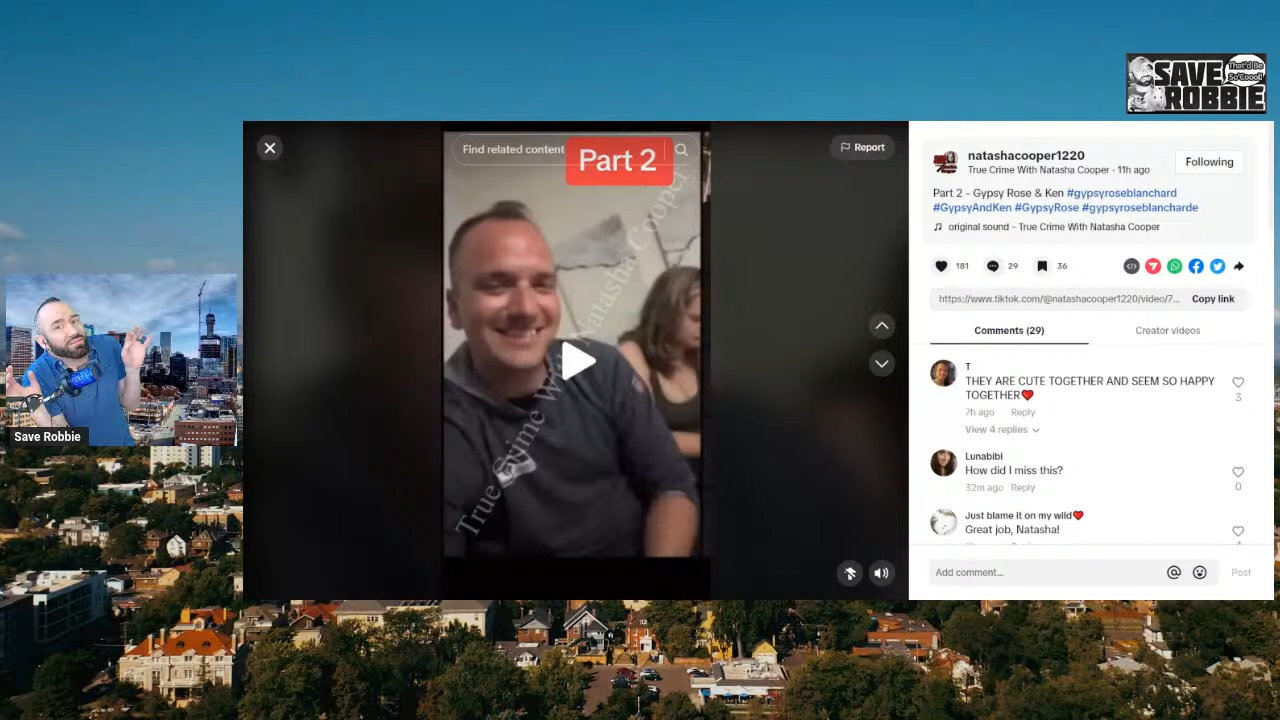 That'd Be
So Coool!
SAVE
ROBBIE
Find related content
Part 2
Report
True Crime With Natasha Cooper
natashacooper1220
True Crime With Natasha Cooper · 11h ago
Following
Part 2 - Gypsy Rose & Ken #gypsyroseblanchard
#GypsyAndKen #GypsyRose #gypsyroseblancharde
original sound - True Crime With Natasha Cooper
181
29
36
https://www.tiktok.com/@natashacooper1220/video/7...
Copy link
Comments (29)
Creator videos
T
THEY ARE CUTE TOGETHER AND SEEM SO HAPPY
TOGETHER❤️
3
7h ago Reply
View 4 replies
Lunabibi
How did I miss this?
0
32m ago Reply
Just blame it on my wild❤️
Great job, Natasha!
Add comment...
Post
Save Robbie